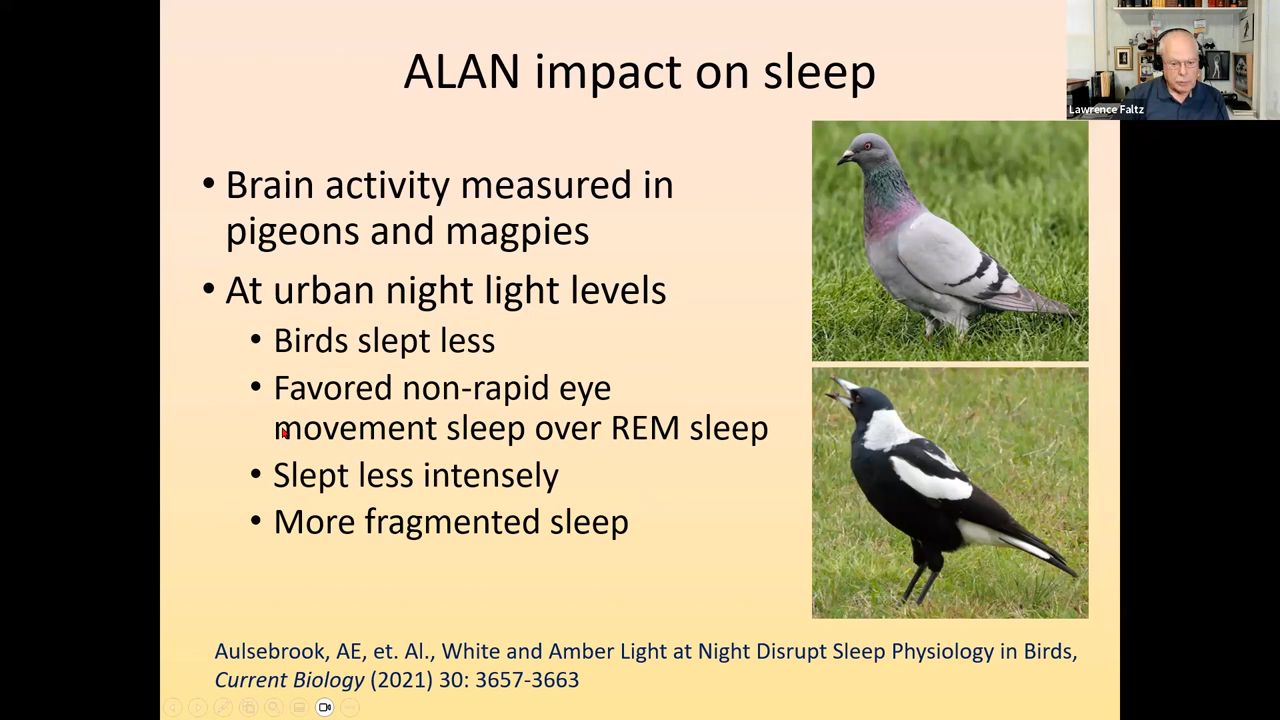 ALAN impact on sleep
Lawrence Faltz
• Brain activity measured in
pigeons and magpies
• At urban night light levels
• Birds slept less
• Favored non-rapid eye
movement sleep over REM sleep
• Slept less intensely
• More fragmented sleep
Aulsebrook, AE, et. Al., White and Amber Light at Night Disrupt Sleep Physiology in Birds,
Current Biology (2021) 30: 3657-3663